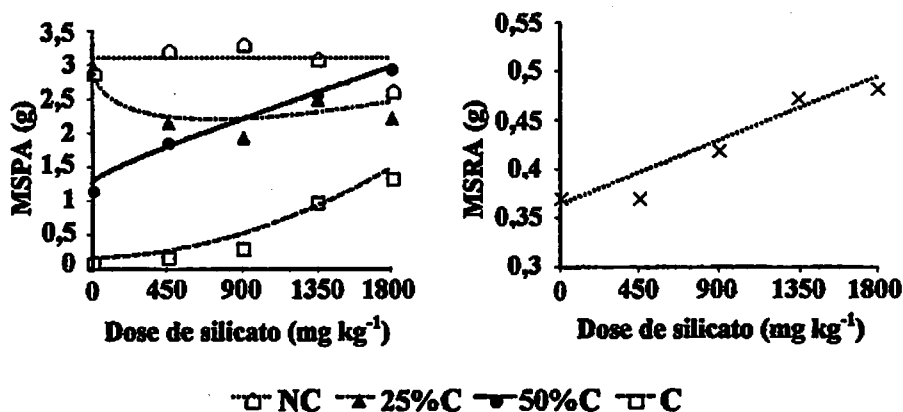 MSPA (g)
3,5
3
2,5
2
1,5
1
0,5
0
0 450 900 1350 1800
Dose de silicato (mg kg⁻¹)
MSRA (g)
0,55
0,5
0,45
0,4
0,35
0,3
0 450 900 1350 1800
Dose de silicato (mg kg⁻¹)
NC 25%C 50%C C